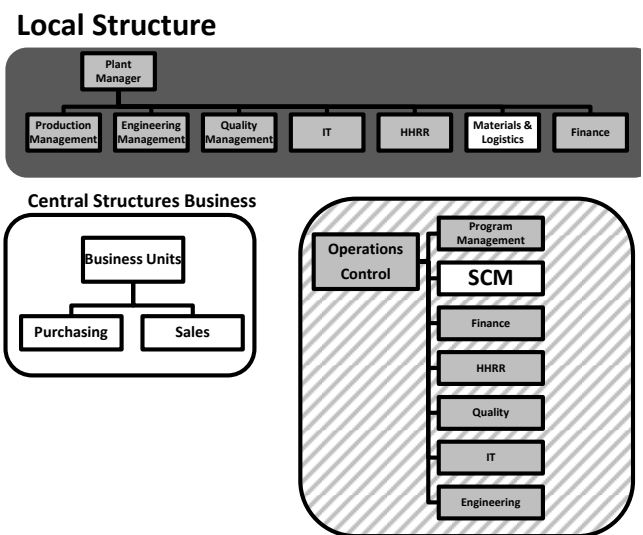 Local Structure
Plant
Manager
Production
Management
Engineering
Management
Quality
Management
IT
HHRR
Materials &
Logistics
Finance
Central Structures Business
Business Units
Purchasing
Sales
Operations
Control
Program
Management
SCM
Finance
HHRR
Quality
IT
Engineering